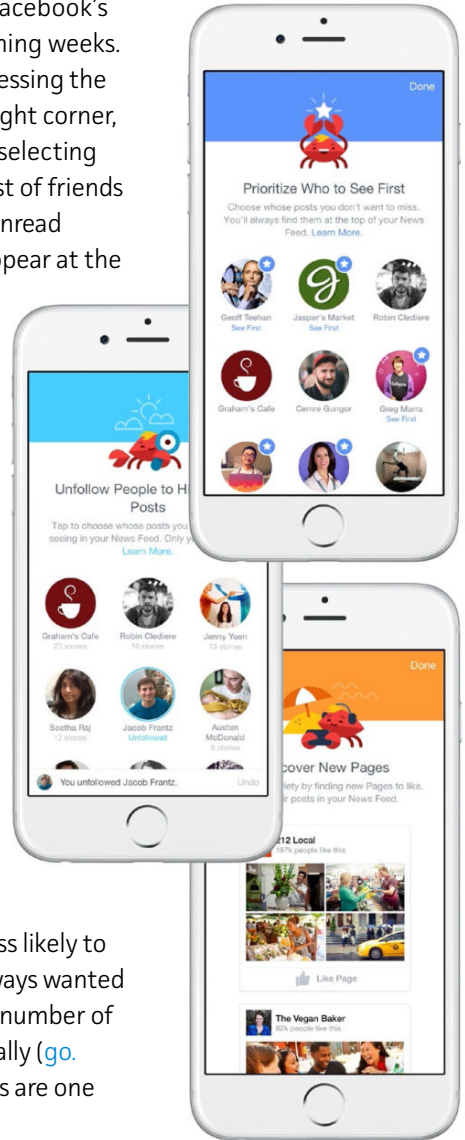 acebook's
ning weeks.
essing the
ght corner,
selecting
st of friends
nread
pear at the
Done
Prioritize Who to See First
Choose whose posts you don't want to miss.
You'll always find them at the top of your News
Feed. Learn More.
Geoff Teehan
See First
Jasper's Market
See First
Robin Clediere
Graham's Cafe
Cemre Gungor
Greg Marra
See First
Unfollow People to H
Posts
Tap to choose whose posts you
seeing in your News Feed. Only y
Learn More.
Graham's Cafe
23 stories
Robin Clediere
16 stories
Jenny Yuen
13 stories
Seetha Raj
12 stories
Jacob Frantz
Unfollowed
Austen
McDonald
9 stories
You unfollowed Jacob Frantz.
Undo
Done
cover New Pages
iety by finding new Pages to like.
ir posts in your News Feed.
212 Local
197k people like this
Like Page
The Vegan Baker
82k people like this
ss likely to
ways wanted
number of
ally (go.
s are one